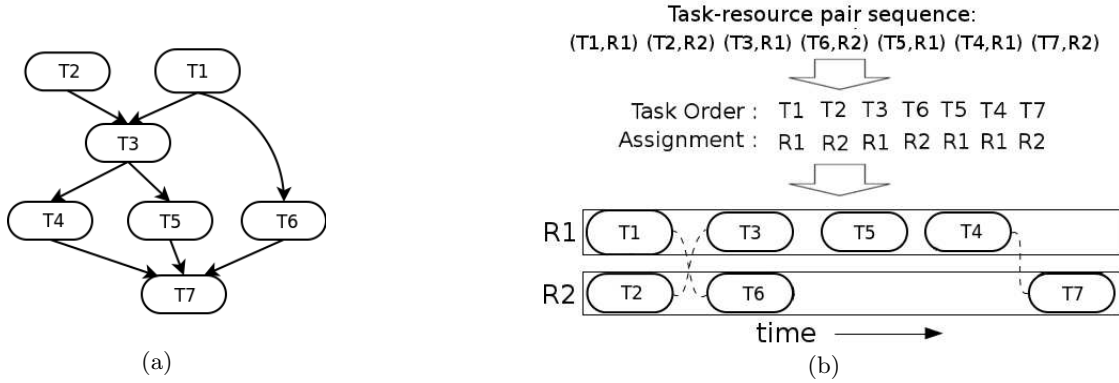 T2 T1
T3
T4 T5 T6
T7
(a)
Task-resource pair sequence:
(T1,R1) (T2,R2) (T3,R1) (T6,R2) (T5,R1) (T4,R1) (T7,R2)
Task Order : T1 T2 T3 T6 T5 T4 T7
Assignment : R1 R2 R1 R2 R1 R1 R2
R1 T1 T3 T5 T4
R2 T2 T6 T7
time
(b)